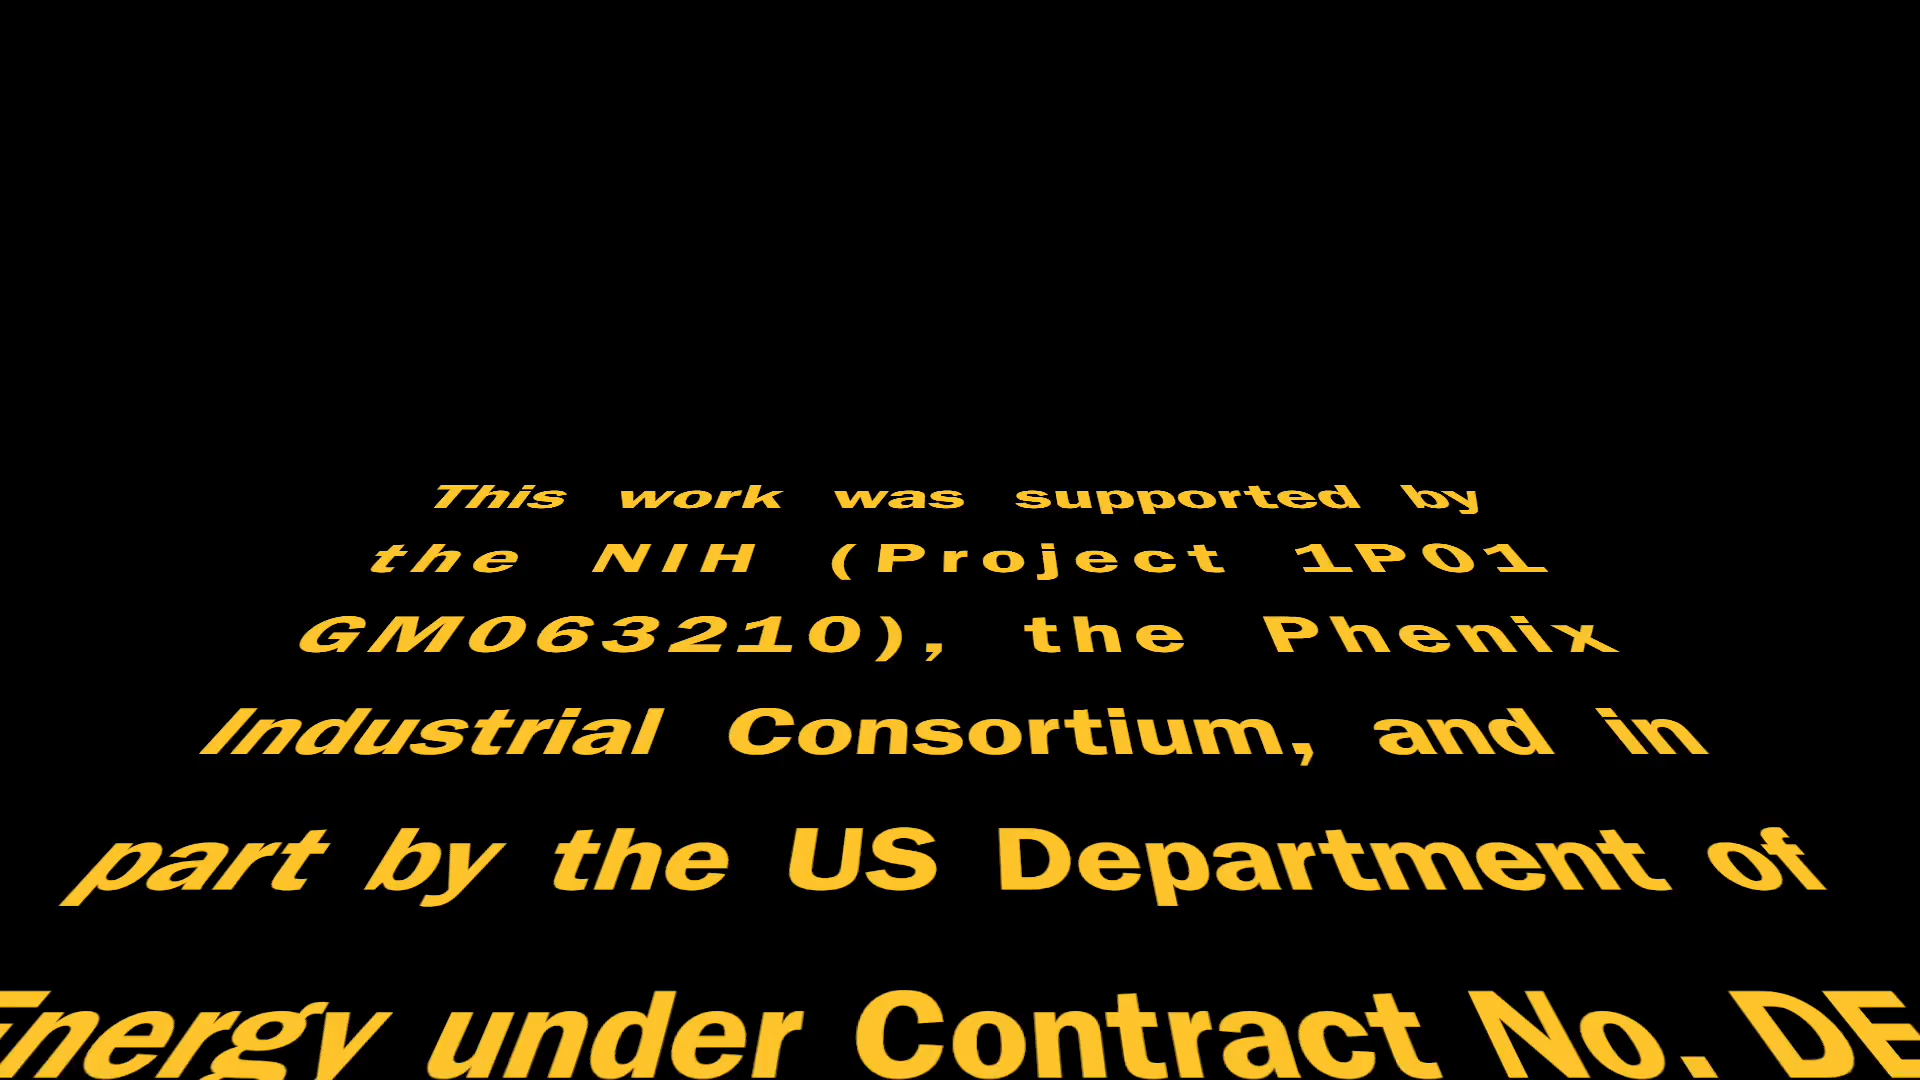 This work was supported by
the NIH (Project 1P01
GM063210), the Phenix
Industrial Consortium, and in
part by the US Department of
Energy under Contract No. DE